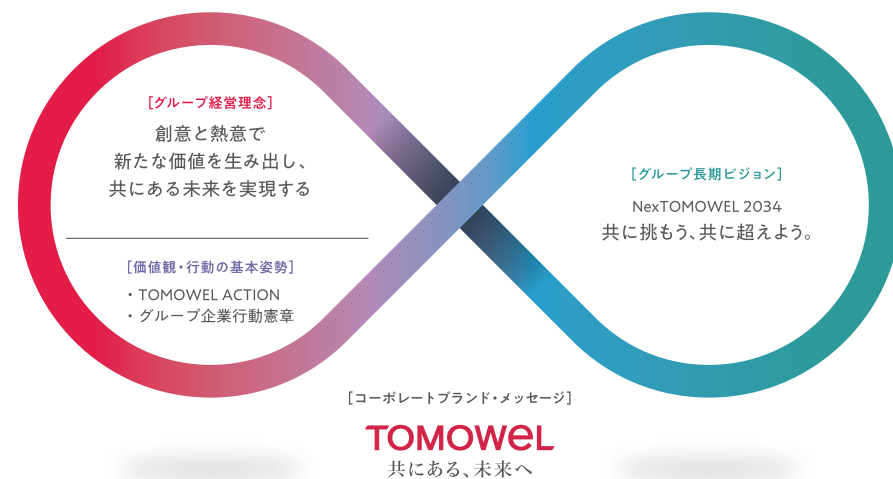 [グループ経営理念]
創意と熱意で
新たな価値を生み出し、
共にある未来を実現する
[価値観・行動の基本姿勢]
・TOMOWEL ACTION
・グループ企業行動憲章
[グループ長期ビジョン]
NexTOMOWEL 2034
共に挑もう、共に超えよう。
[コーポレートブランド・メッセージ]
TOMOWEL
共にある、未来へ